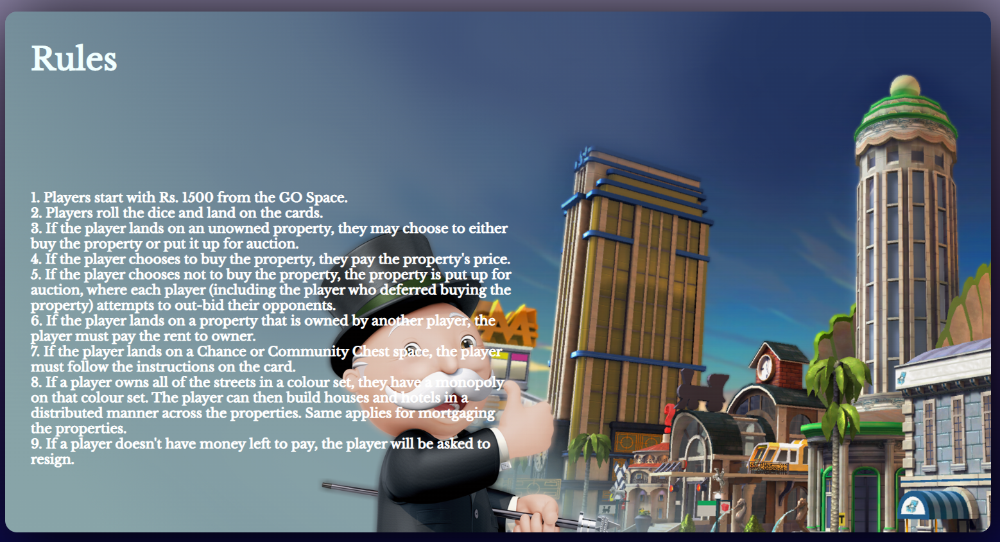 Rules
1. Players start with Rs. 1500 from the GO Space.
2. Players roll the dice and land on the cards.
3. If the player lands on an unowned property, they may choose to either
buy the property or put it up for auction.
4. If the player chooses to buy the property, they pay the property's price.
5. If the player chooses not to buy the property, the property is put up for
auction, where each player (including the player who deferred buying the
property) attempts to out-bid their opponents.
6. If the player lands on a property that is owned by another player, the
player must pay the rent to owner.
7. If the player lands on a Chance or Community Chest space, the player
must follow the instructions on the card.
8. If a player owns all of the streets in a colour set, they have a monopoly
on that colour set. The player can then build houses and hotels in a
distributed manner across the properties. Same applies for mortgaging
the properties.
9. If a player doesn't have money left to pay, the player will be asked to
resign.